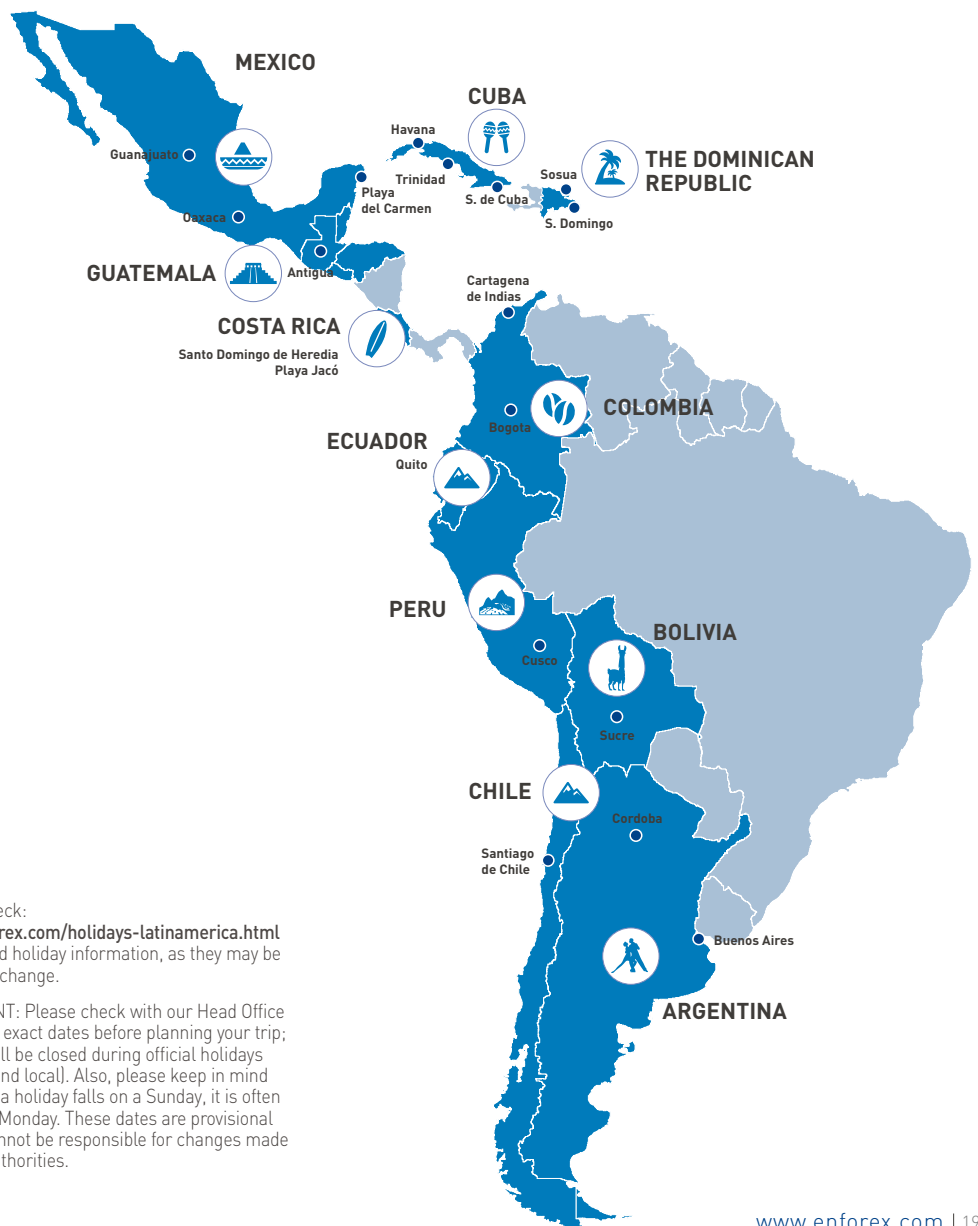 MEXICO
CUBA
Havana
Guanajuato
THE DOMINICAN
REPUBLIC
Sosua
Trinidad
Playa
del Carmen
S. de Cuba
Oaxaca
S. Domingo
GUATEMALA
Antigua
Cartagena
de Indias
COSTA RICA
Santo Domingo de Heredia
Playa Jacó
COLOMBIA
Bogota
ECUADOR
Quito
PERU
BOLIVIA
Cusco
Sucre
CHILE
Cordoba
Santiago
de Chile
Buenos Aires
ARGENTINA
eck:
rex.com/holidays-latinamerica.html
d holiday information, as they may be
change.
NT: Please check with our Head Office
exact dates before planning your trip;
ll be closed during official holidays
nd local). Also, please keep in mind
a holiday falls on a Sunday, it is often
Monday. These dates are provisional
nnot be responsible for changes made
thorities.
www.enforex.com | 19